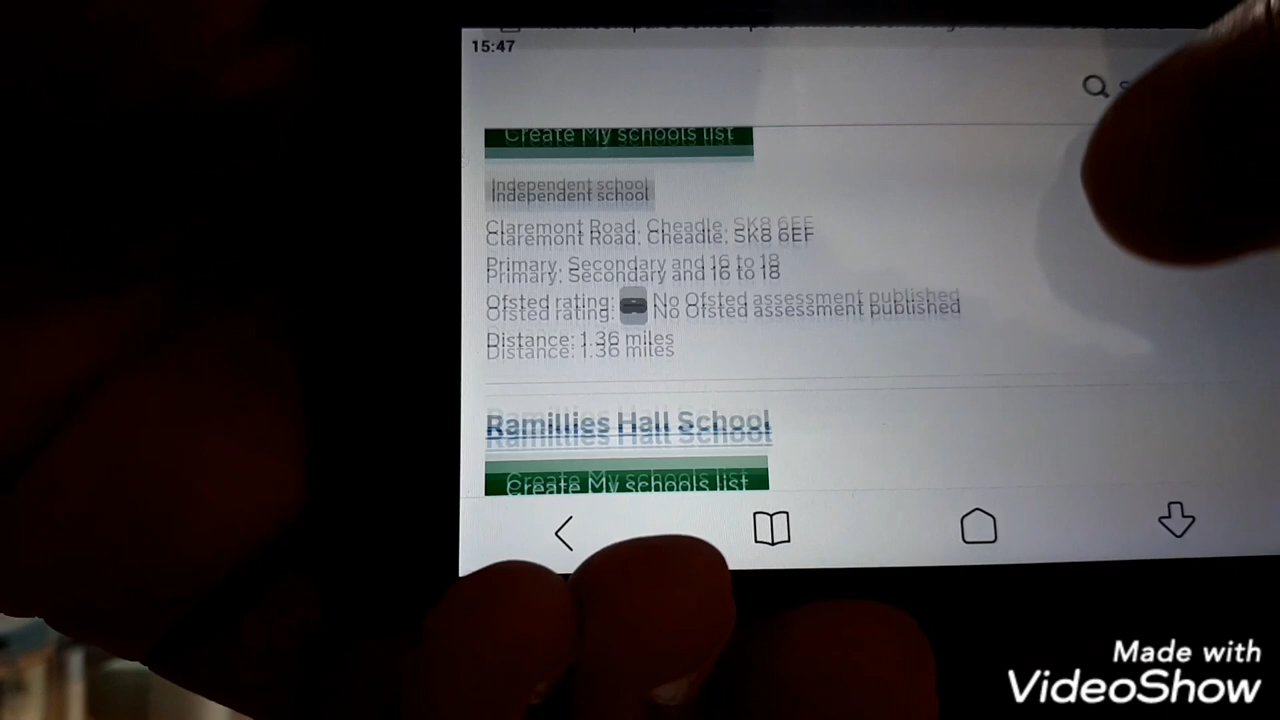 15:47
Create My schools list
Independent school
Claremont Road, Cheadle, SK8 6EF
Primary, Secondary and 16 to 18
Ofsted rating: No Ofsted assessment published
Distance: 1.36 miles
Ramillies Hall School
Create My schools list
Made with
VideoShow